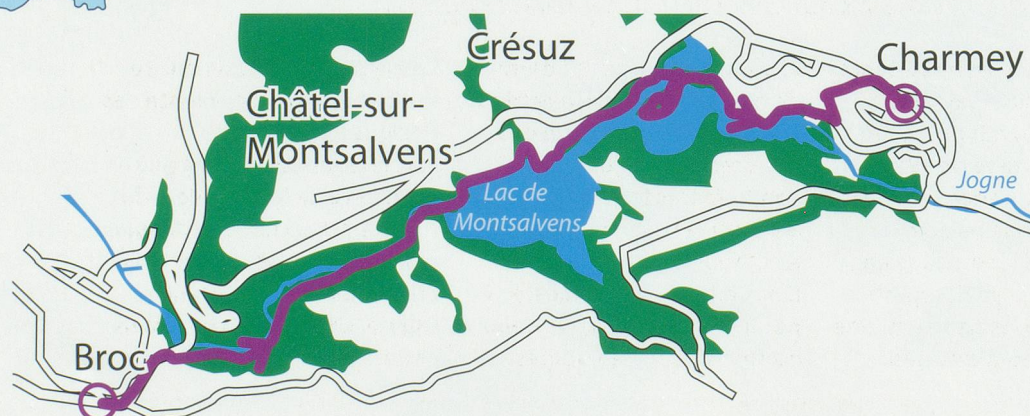 Crésuz
Charmey
Châtel-sur-
Montsalvens
Lac de
Montsalvens
Jogne
Broc